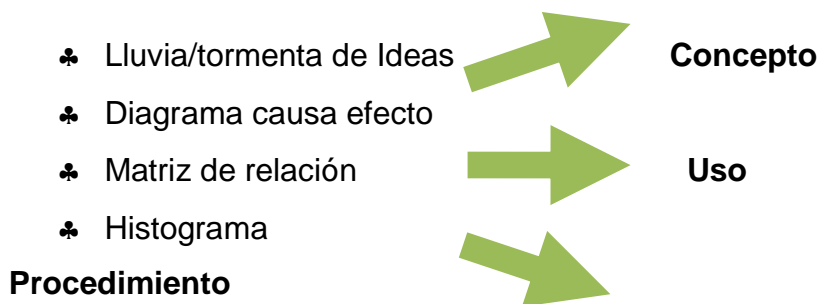 ♣ Lluvia/tormenta de Ideas Concepto
♣ Diagrama causa efecto
♣ Matriz de relación Uso
♣ Histograma
Procedimiento